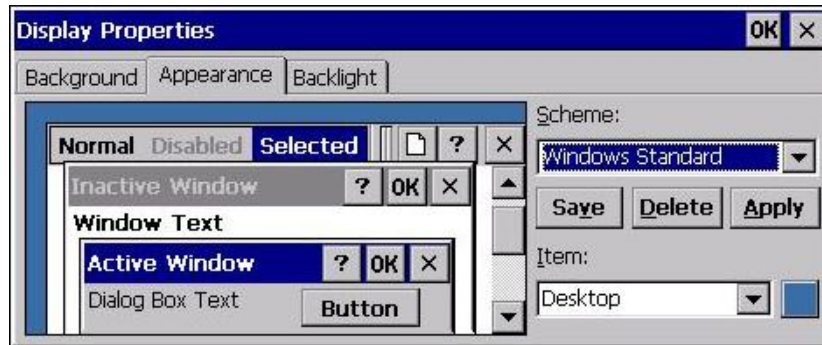 Display Properties OK ×
Background Appearance Backlight
Scheme:
Normal Disabled Selected ? ×
Windows Standard
Inactive Window ? OK ×
Save Delete Apply
Window Text
Active Window ? OK ×
Item:
Dialog Box Text Button
Desktop